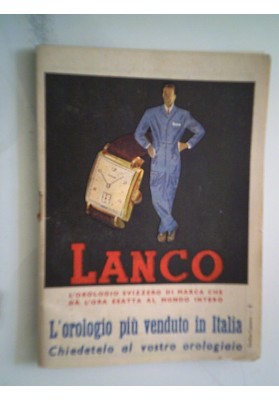 LANCO
L'OROLOGIO SVIZZERO DI MARCA CHE
DÀ L'ORA ESATTA AL MONDO INTERO
L'orologio più venduto in Italia
Chiedetelo al vostro orologiaio